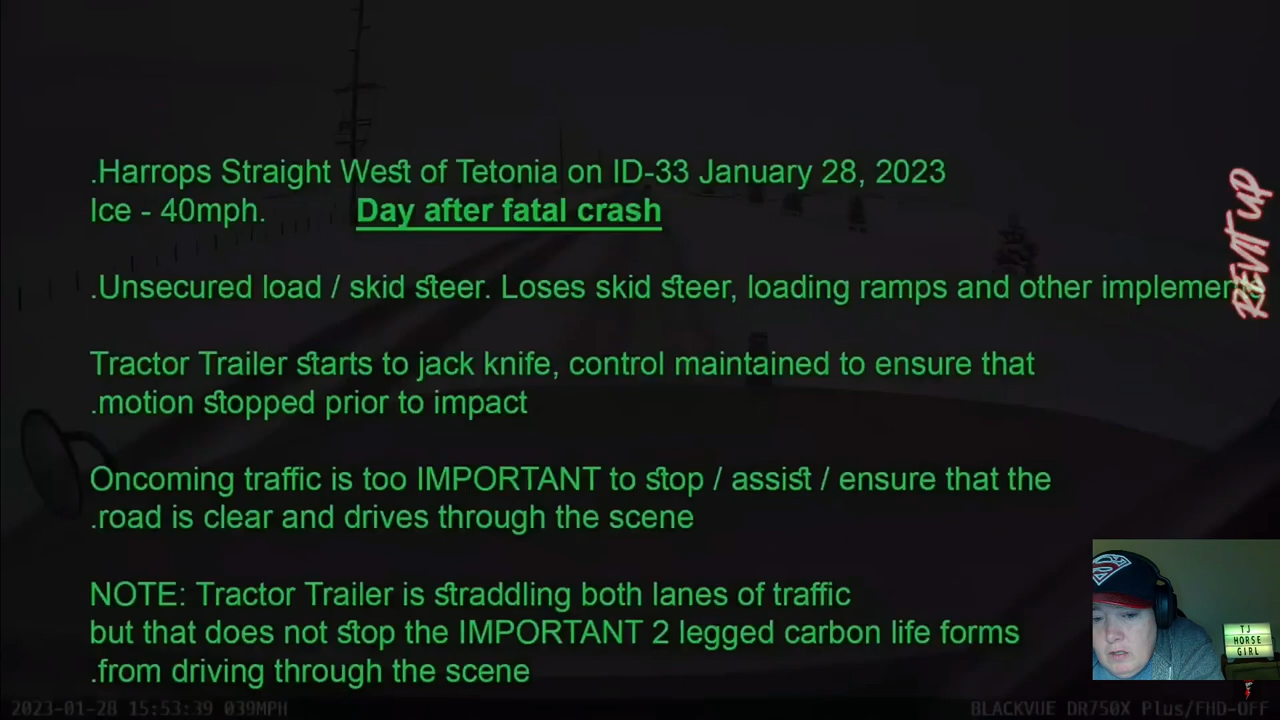 .Harrops Straight West of Tetonia on ID-33 January 28, 2023
Ice - 40mph. Day after fatal crash
.Unsecured load / skid steer. Loses skid steer, loading ramps and other implements
Tractor Trailer starts to jack knife, control maintained to ensure that
.motion stopped prior to impact
Oncoming traffic is too IMPORTANT to stop / assist / ensure that the
.road is clear and drives through the scene
NOTE: Tractor Trailer is straddling both lanes of traffic
but that does not stop the IMPORTANT 2 legged carbon life forms
.from driving through the scene
REVIT UP
TJ
HORSE
GIRL
2023-01-28 15:53:39 039MPH
BLACKVUE DR750X Plus/FHD-OFF